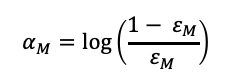 α_M = log((1 − ε_M) / ε_M)